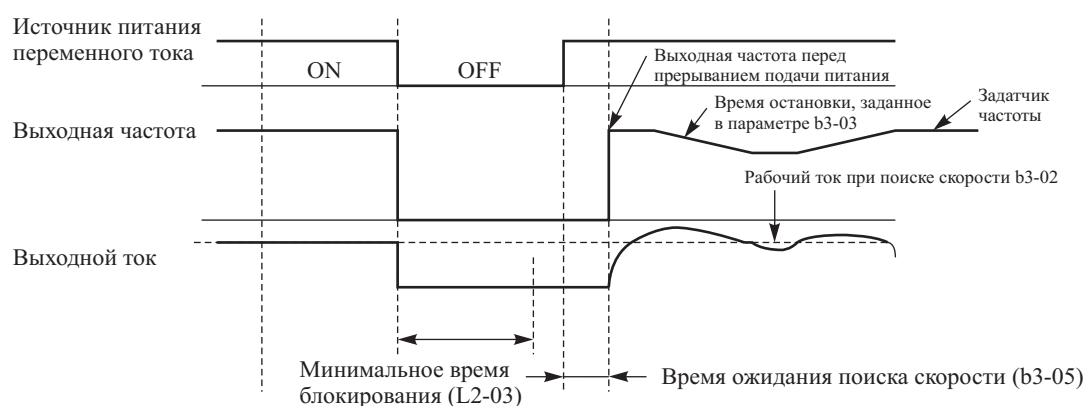 Источник питания
переменного тока
ON
OFF
Выходная частота перед
прерыванием подачи питания
Время остановки, заданное
в параметре b3-03
Задатчик
частоты
Выходная частота
Рабочий ток при поиске скорости b3-02
Выходной ток
Минимальное время
блокирования (L2-03)
Время ожидания поиска скорости (b3-05)